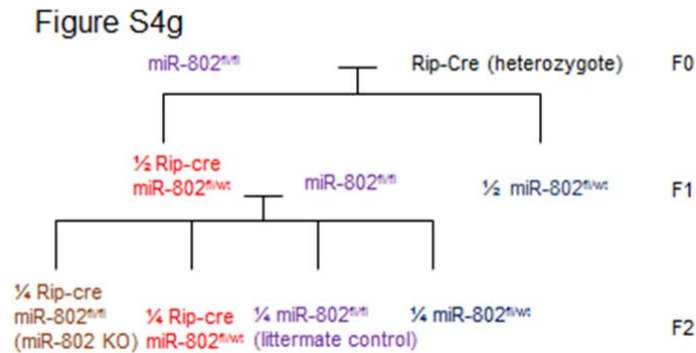 Figure S4g
miR-802fl/fl Rip-Cre (heterozygote) F0
½ Rip-cre
miR-802fl/wt miR-802fl/fl ½ miR-802fl/wt F1
¼ Rip-cre
miR-802fl/fl ¼ Rip-cre ¼ miR-802fl/fl ¼ miR-802fl/wt
(miR-802 KO) miR-802fl/wt (littermate control) F2